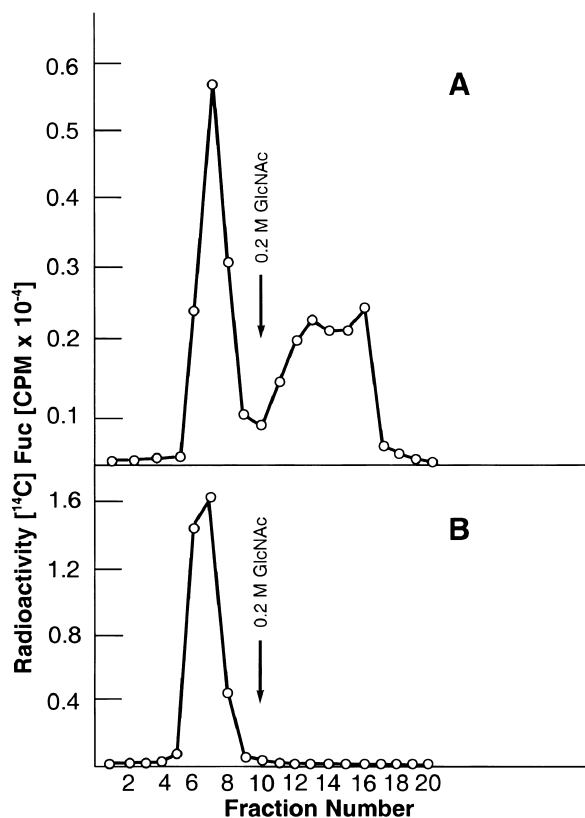 A
0.6
0.5
0.4
0.3
0.2
0.1
0.2 M GlcNAc
Radioactivity [¹⁴C] Fuc [CPM x 10⁻⁴]
B
1.6
1.2
0.8
0.4
0.2 M GlcNAc
2 4 6 8 10 12 14 16 18 20
Fraction Number